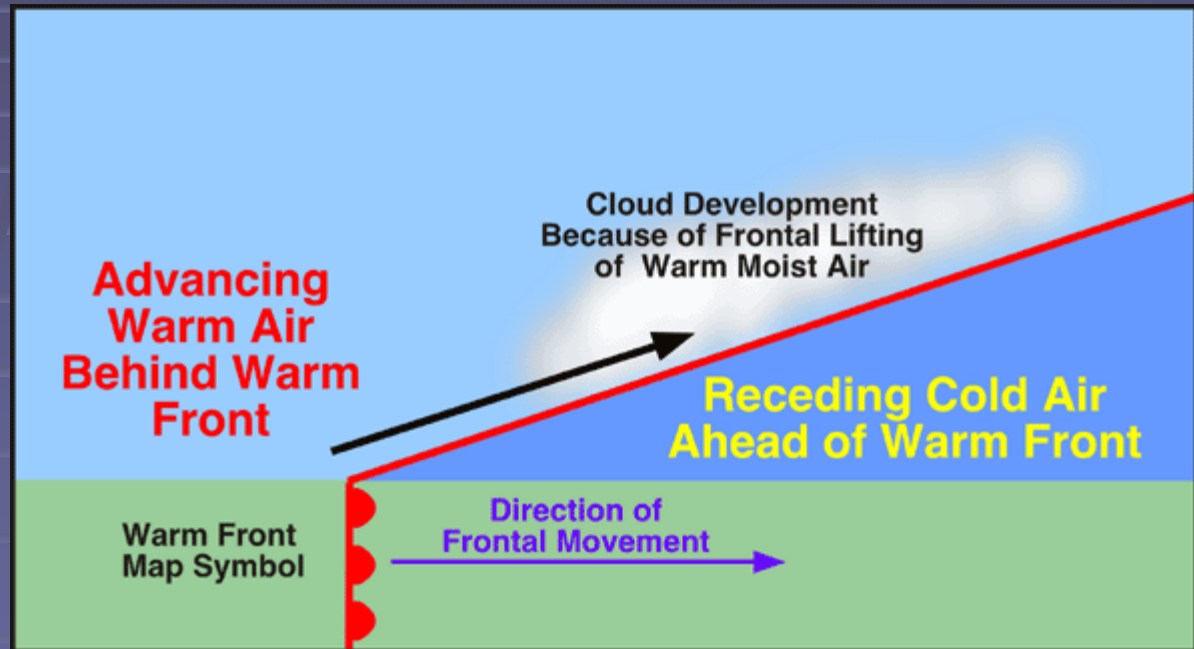 Cloud Development
Because of Frontal Lifting
of Warm Moist Air
Advancing
Warm Air
Behind Warm
Front
Receding Cold Air
Ahead of Warm Front
Warm Front
Map Symbol
Direction of
Frontal Movement